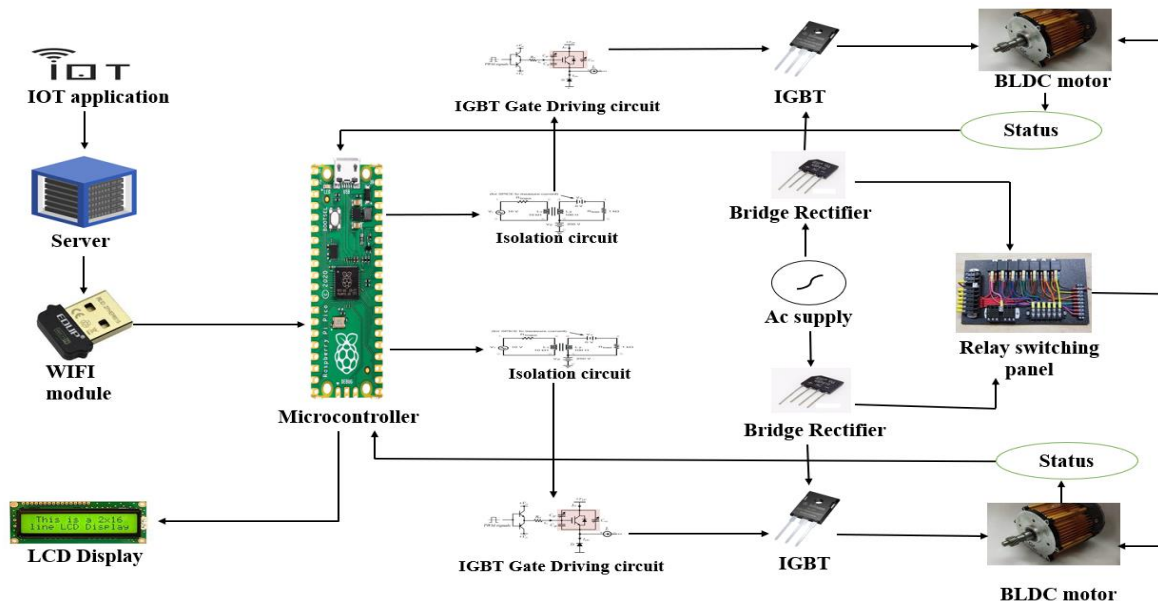 IOT
IOT application
Server
EDUP
WIFI
module
BOOTSEL
Raspberry Pi Pico © 2020
Microcontroller
This is a 2x16
line LCD Display
LCD Display
IGBT Gate Driving circuit
Isolation circuit
Isolation circuit
IGBT Gate Driving circuit
IGBT
Bridge Rectifier
Ac supply
Bridge Rectifier
IGBT
BLDC motor
Status
Relay switching
panel
Status
BLDC motor